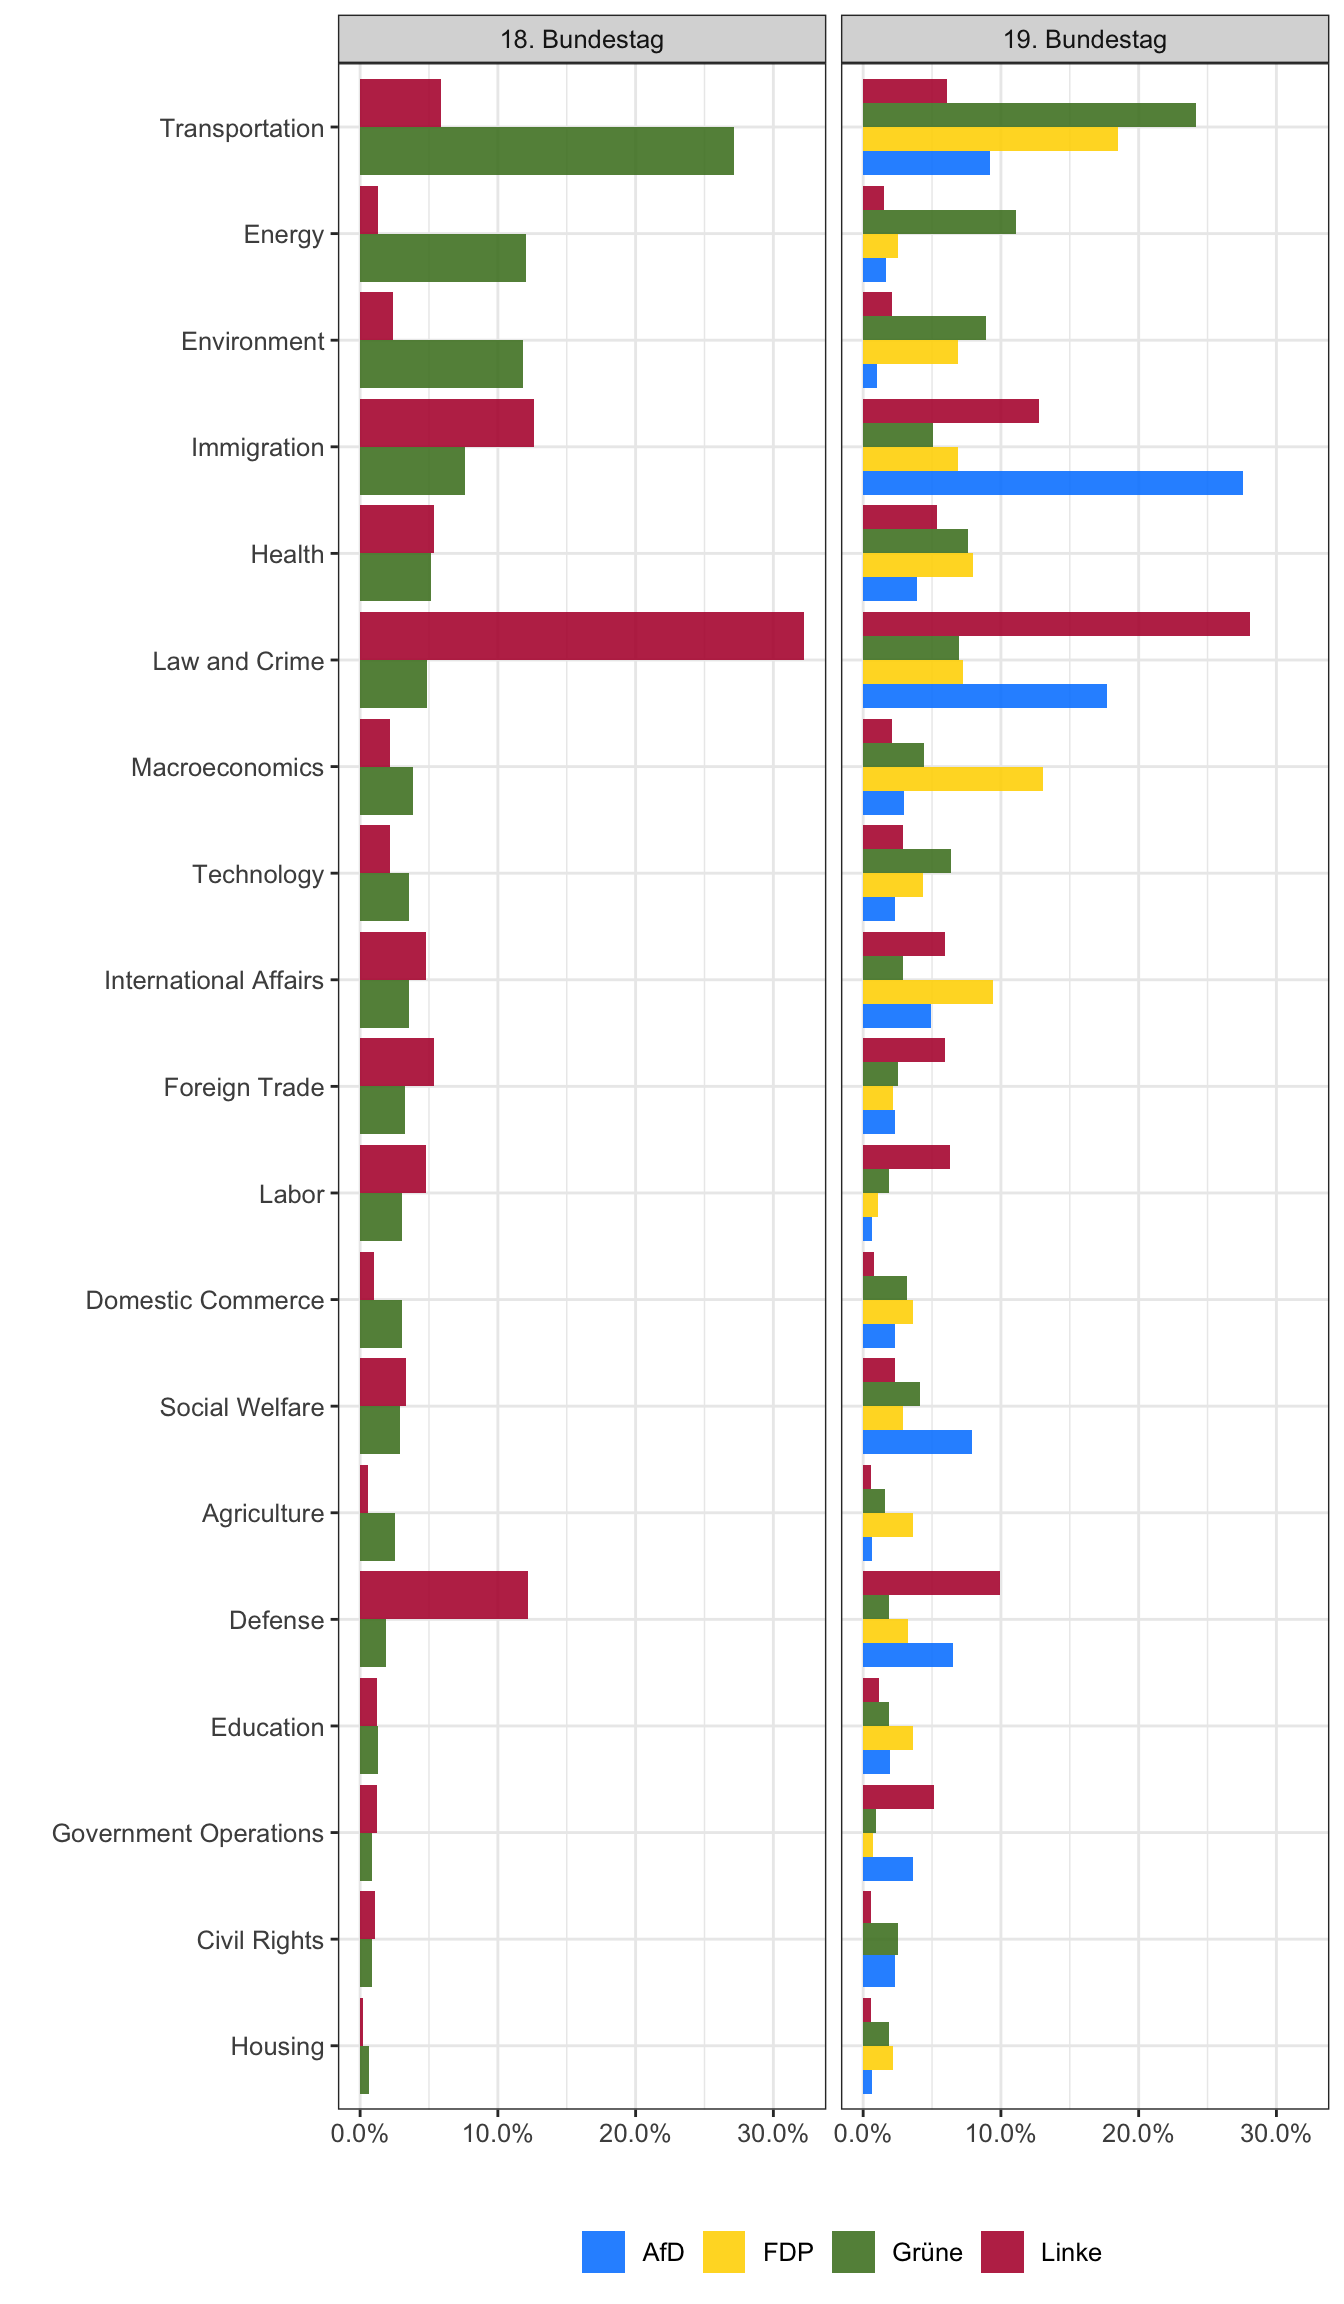 18. Bundestag
19. Bundestag
Transportation
Energy
Environment
Immigration
Health
Law and Crime
Macroeconomics
Technology
International Affairs
Foreign Trade
Labor
Domestic Commerce
Social Welfare
Agriculture
Defense
Education
Government Operations
Civil Rights
Housing
0.0% 10.0% 20.0% 30.0% 0.0% 10.0% 20.0% 30.0%
AfD FDP Grüne Linke